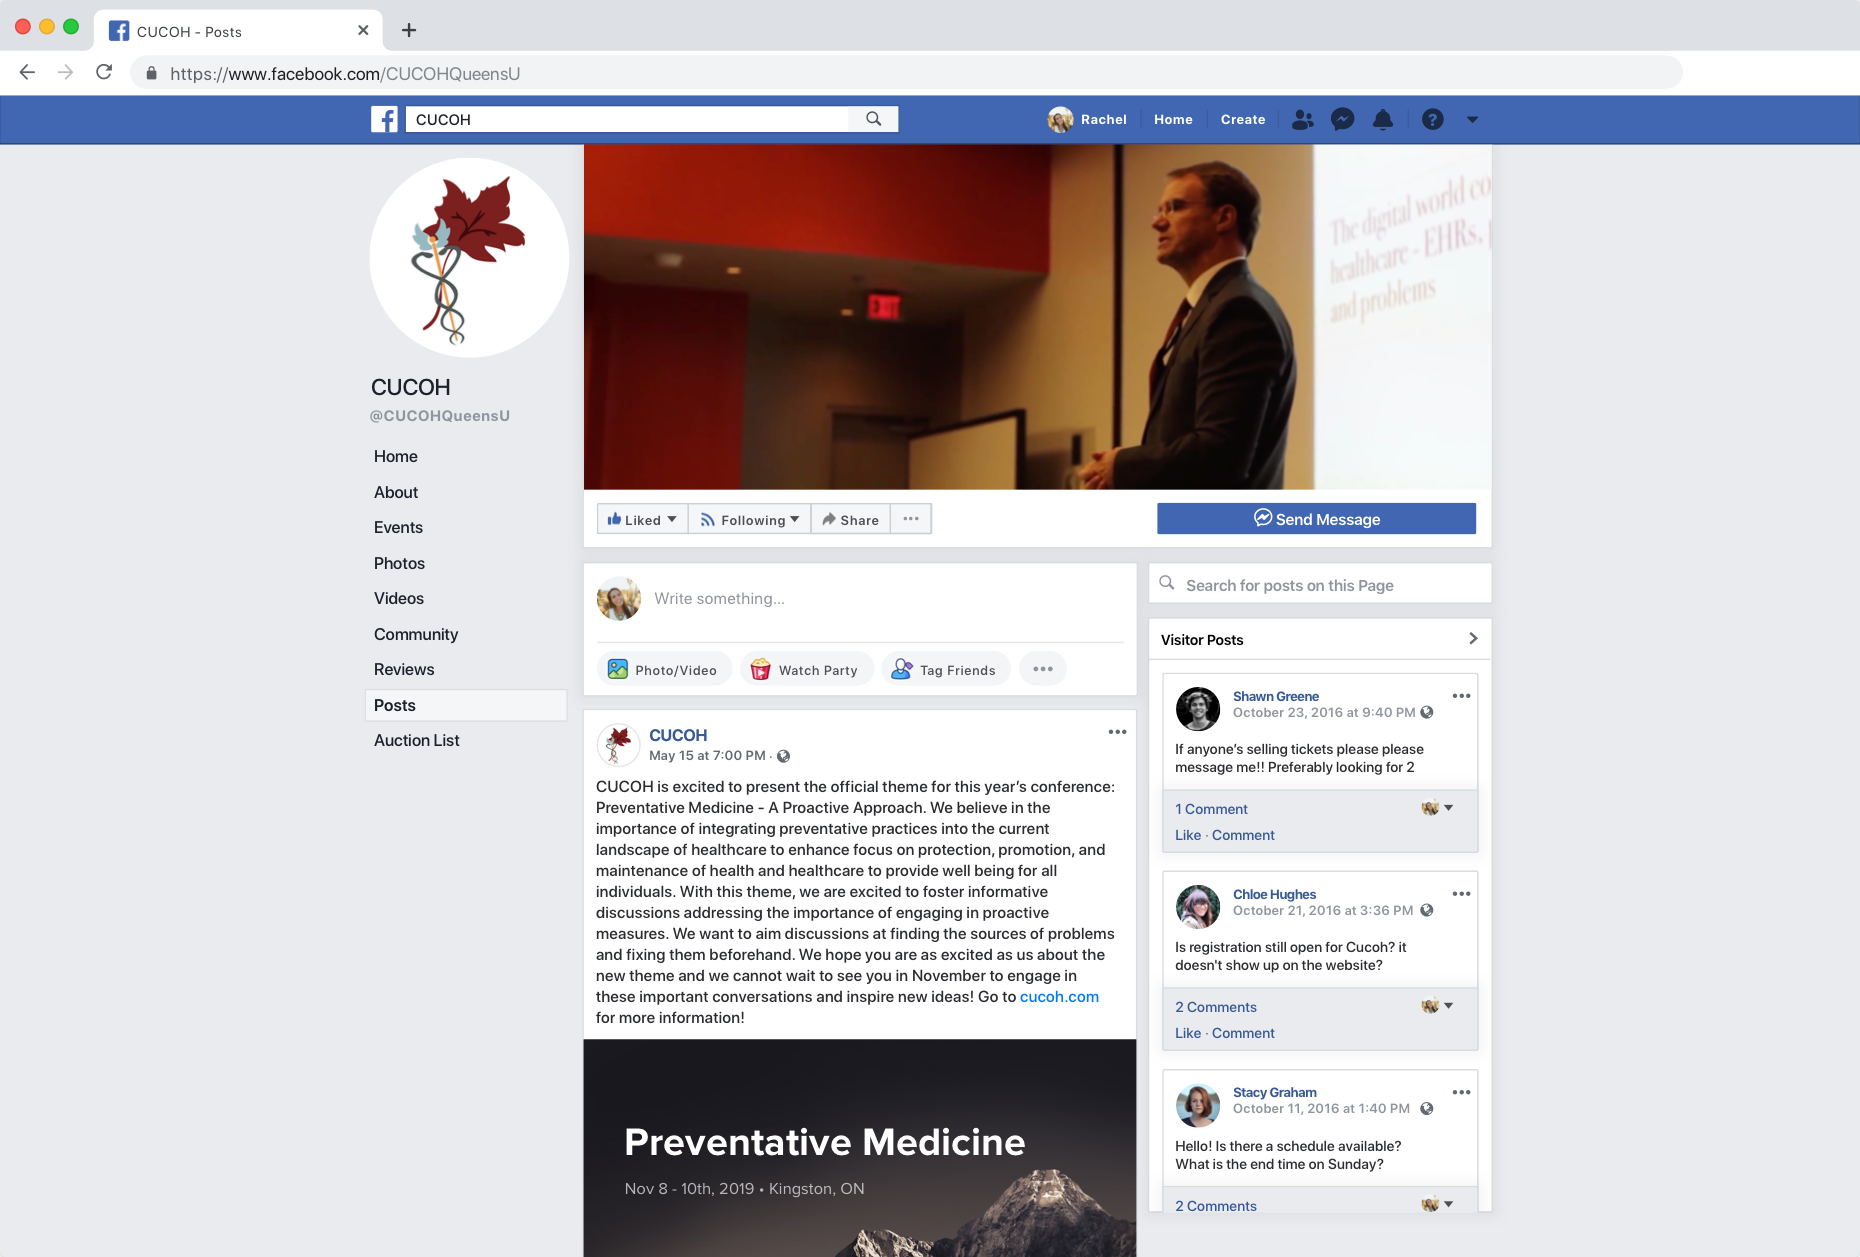 CUCOH - Posts
https://www.facebook.com/CUCOHQueensU
CUCOH
Rachel
Home
Create
The digital world co
healthcare - EHRs,
and problems
EXIT
CUCOH
@CUCOHQueensU
Home
About
Events
Photos
Videos
Community
Reviews
Posts
Auction List
Liked
Following
Share
Send Message
Write something...
Photo/Video
Watch Party
Tag Friends
CUCOH
May 15 at 7:00 PM ·
CUCOH is excited to present the official theme for this year’s conference:
Preventative Medicine - A Proactive Approach. We believe in the
importance of integrating preventative practices into the current
landscape of healthcare to enhance focus on protection, promotion, and
maintenance of health and healthcare to provide well being for all
individuals. With this theme, we are excited to foster informative
discussions addressing the importance of engaging in proactive
measures. We want to aim discussions at finding the sources of problems
and fixing them beforehand. We hope you are as excited as us about the
new theme and we cannot wait to see you in November to engage in
these important conversations and inspire new ideas! Go to cucoh.com
for more information!
Preventative Medicine
Nov 8 - 10th, 2019 • Kingston, ON
Search for posts on this Page
Visitor Posts
Shawn Greene
October 23, 2016 at 9:40 PM
If anyone’s selling tickets please please
message me!! Preferably looking for 2
1 Comment
Like · Comment
Chloe Hughes
October 21, 2016 at 3:36 PM
Is registration still open for Cucoh? it
doesn't show up on the website?
2 Comments
Like · Comment
Stacy Graham
October 11, 2016 at 1:40 PM
Hello! Is there a schedule available?
What is the end time on Sunday?
2 Comments